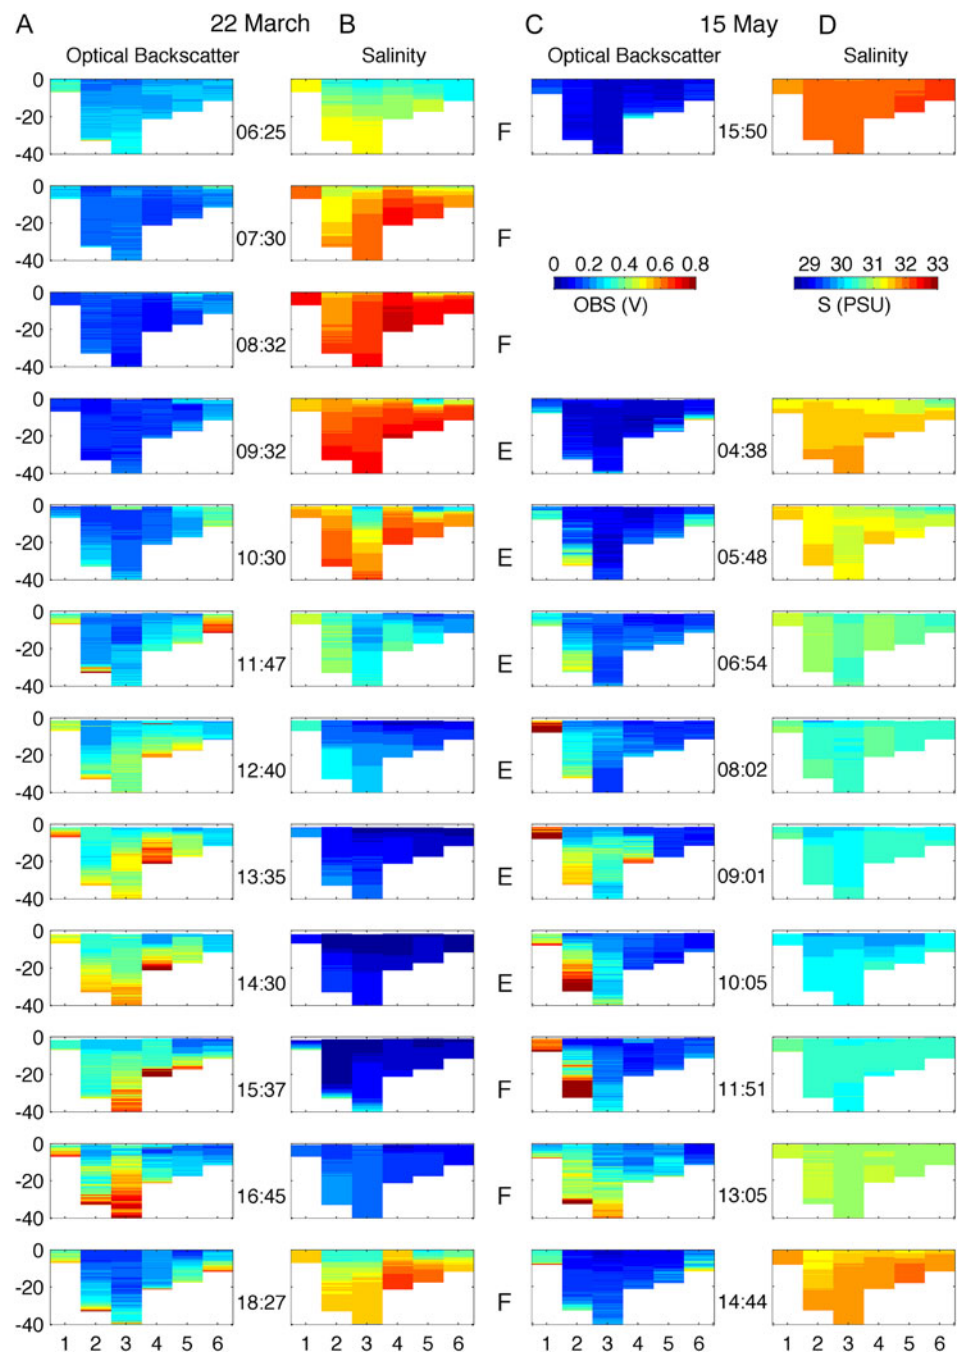 A 22 March B C 15 May D
Optical Backscatter Salinity Optical Backscatter Salinity
0
-20 06:25 F 15:50
-40
0
-20 07:30 F
-40
0 0.2 0.4 0.6 0.8 29 30 31 32 33
OBS (V) S (PSU)
0
-20 08:32 F
-40
0
-20 09:32 E 04:38
-40
0
-20 10:30 E 05:48
-40
0
-20 11:47 E 06:54
-40
0
-20 12:40 E 08:02
-40
0
-20 13:35 E 09:01
-40
0
-20 14:30 E 10:05
-40
0
-20 15:37 F 11:51
-40
0
-20 16:45 F 13:05
-40
0
-20 18:27 F 14:44
-40
1 2 3 4 5 6 1 2 3 4 5 6 1 2 3 4 5 6 1 2 3 4 5 6